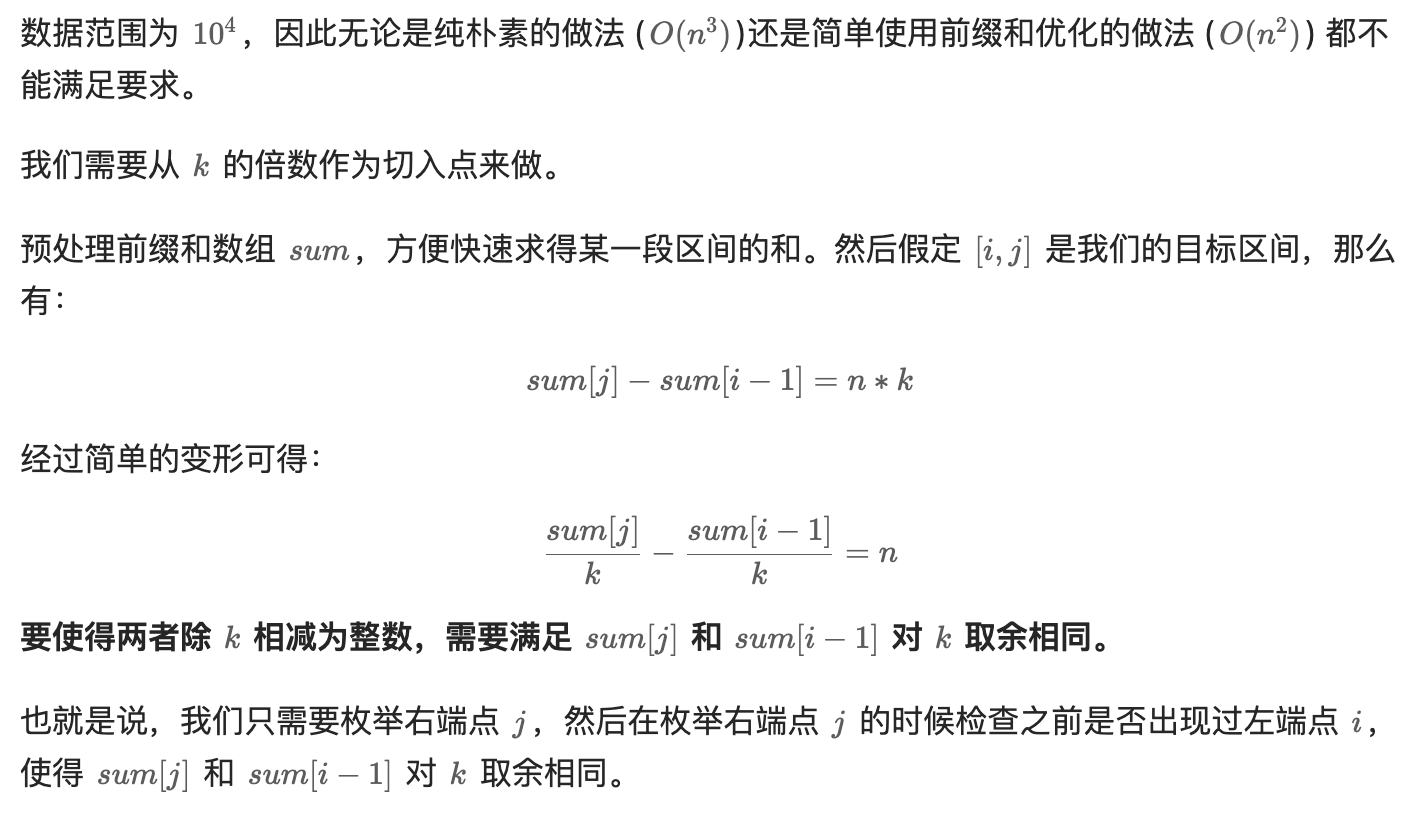 数据范围为 10^4，因此无论是纯朴素的做法 (O(n^3))还是简单使用前缀和优化的做法 (O(n^2)) 都不
能满足要求。
我们需要从 k 的倍数作为切入点来做。
预处理前缀和数组 sum，方便快速求得某一段区间的和。然后假定 [i, j] 是我们的目标区间，那么
有：
sum[j] − sum[i − 1] = n ∗ k
经过简单的变形可得：
\frac{sum[j]}{k} − \frac{sum[i − 1]}{k} = n
要使得两者除 k 相减为整数，需要满足 sum[j] 和 sum[i − 1] 对 k 取余相同。
也就是说，我们只需要枚举右端点 j，然后在枚举右端点 j 的时候检查之前是否出现过左端点 i，
使得 sum[j] 和 sum[i − 1] 对 k 取余相同。